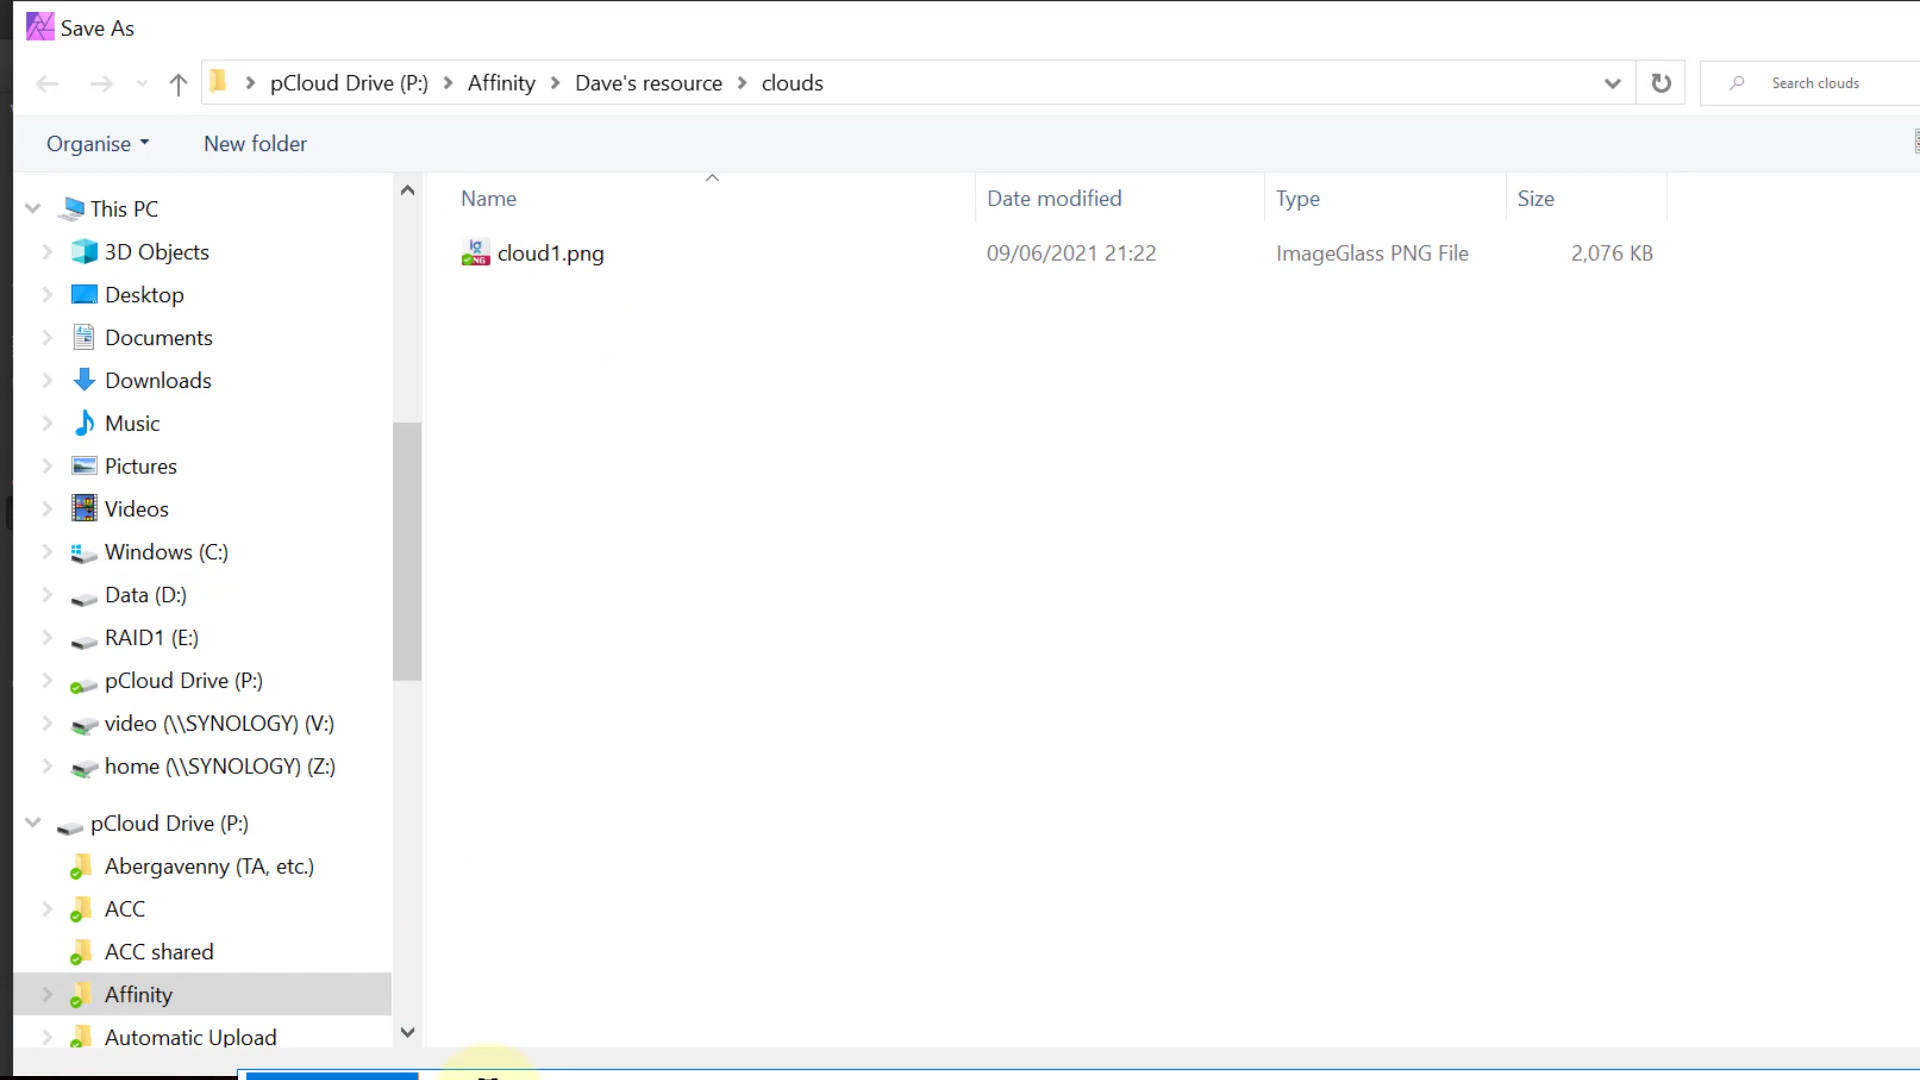 Save As
pCloud Drive (P:) Affinity Dave's resource clouds
Search clouds
Organise New folder
Name Date modified Type Size
cloud1.png 09/06/2021 21:22 ImageGlass PNG File 2,076 KB
This PC
3D Objects
Desktop
Documents
Downloads
Music
Pictures
Videos
Windows (C:)
Data (D:)
RAID1 (E:)
pCloud Drive (P:)
video (\\SYNOLOGY) (V:)
home (\\SYNOLOGY) (Z:)
pCloud Drive (P:)
Abergavenny (TA, etc.)
ACC
ACC shared
Affinity
Automatic Upload